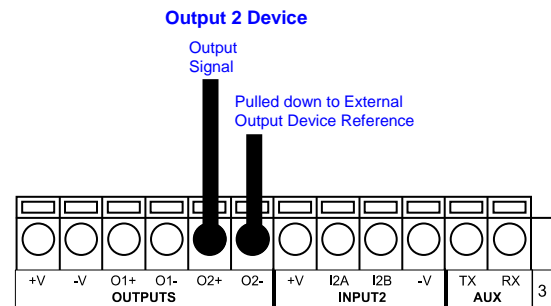 Output 2 Device
Output
Signal
Pulled down to External
Output Device Reference
+V -V O1+ O1- O2+ O2- +V I2A I2B -V TX RX
OUTPUTS INPUT2 AUX
3